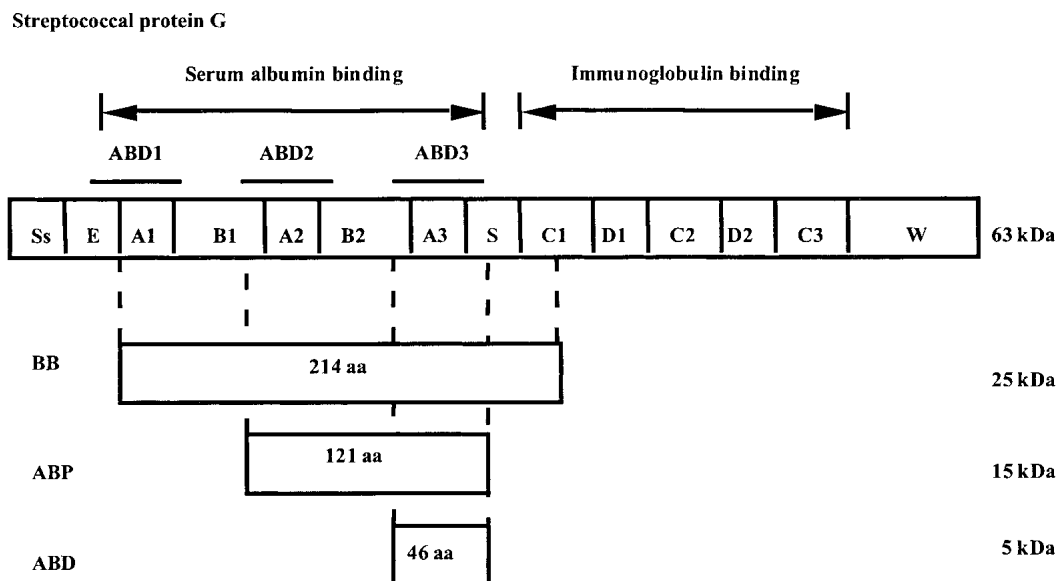 Streptococcal protein G
Serum albumin binding
Immunoglobulin binding
ABD1 ABD2 ABD3
Ss E A1 B1 A2 B2 A3 S C1 D1 C2 D2 C3 W 63 kDa
BB 214 aa 25 kDa
ABP 121 aa 15 kDa
ABD 46 aa 5 kDa